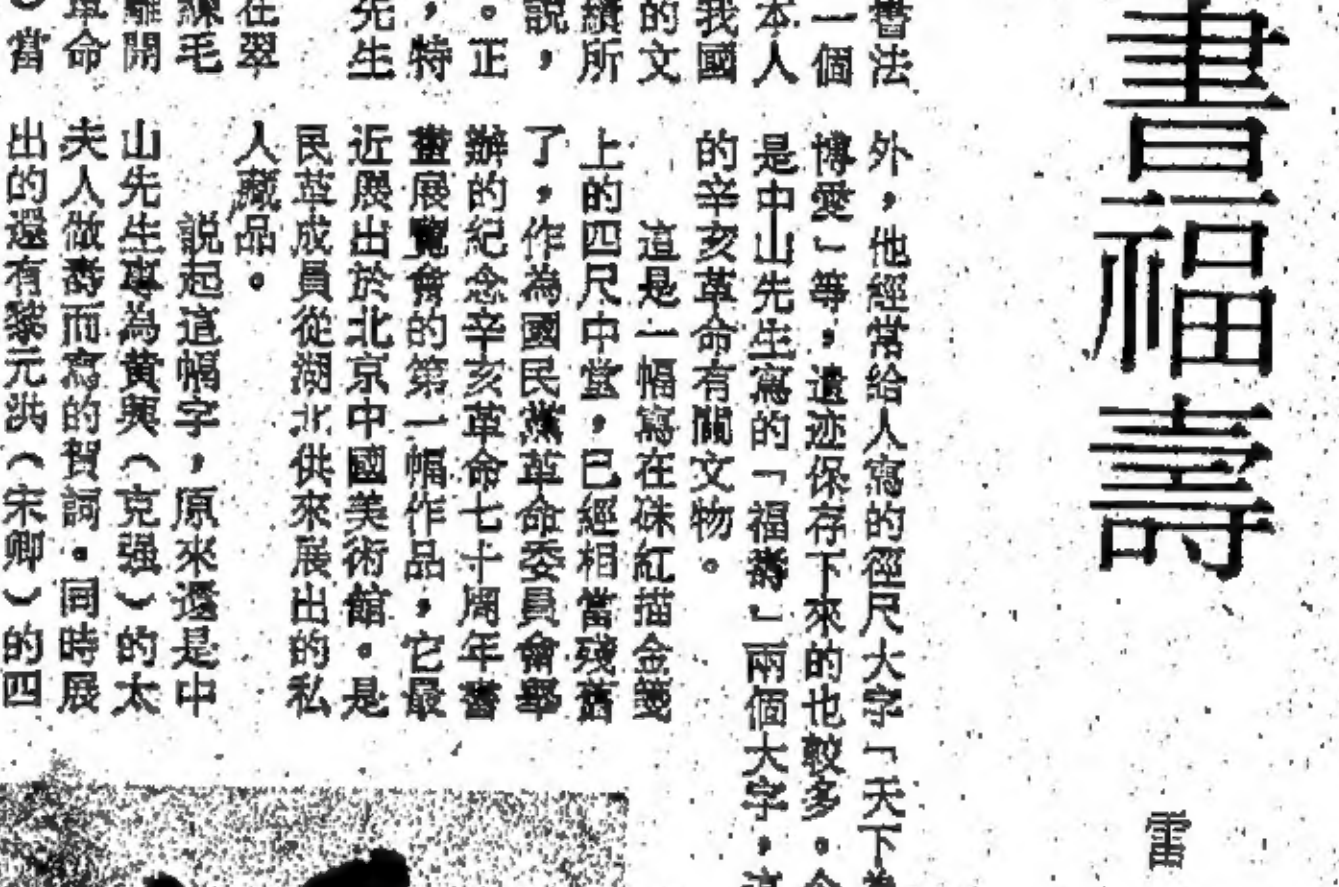 書福壽
雷
書法
一個
本人
我國
的文
績所
說，
。正
，特
先生
在翠
線毛
離開
革命
當
外，他經常給人寫的徑尺大字「天下為
博愛」等，遺迹保存下來的也較多。今
是中山先生寫的「福壽」兩個大字，這
的辛亥革命有關文物。
這是一幅寫在硃紅描金箋
上的四尺中堂，已經相當殘舊
了，作為國民黨革命委員會舉
辦的紀念辛亥革命七十周年書
畫展覽會的第一幅作品，它最
近展出於北京中國美術館。是
民革成員從湖北供來展出的私
人藏品。
說起這幅字，原來還是中
山先生專為黃興（克强）的太
夫人做壽而寫的賀詞。同時展
出的還有黎元洪（宋卿）的四